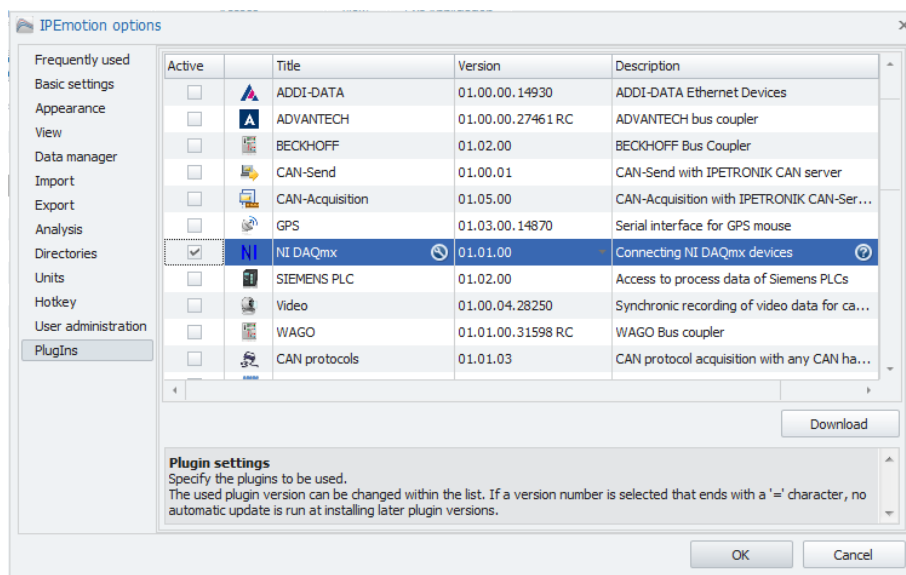 IPEmotion options
Frequently used
Basic settings
Appearance
View
Data manager
Import
Export
Analysis
Directories
Units
Hotkey
User administration
PlugIns
Active Title Version Description
ADDI-DATA 01.00.00.14930 ADDI-DATA Ethernet Devices
A ADVANTECH 01.00.00.27461 RC ADVANTECH bus coupler
BECKHOFF 01.02.00 BECKHOFF Bus Coupler
CAN-Send 01.00.01 CAN-Send with IPETRONIK CAN server
CAN-Acquisition 01.05.00 CAN-Acquisition with IPETRONIK CAN-Ser...
GPS 01.03.00.14870 Serial interface for GPS mouse
NI NI DAQmx 01.01.00 Connecting NI DAQmx devices ?
SIEMENS PLC 01.02.00 Access to process data of Siemens PLCs
Video 01.00.04.28250 Synchronic recording of video data for ca...
WAGO 01.01.00.31598 RC WAGO Bus coupler
CAN protocols 01.01.03 CAN protocol acquisition with any CAN ha...
Download
Plugin settings
Specify the plugins to be used.
The used plugin version can be changed within the list. If a version number is selected that ends with a '=' character, no
automatic update is run at installing later plugin versions.
OK Cancel